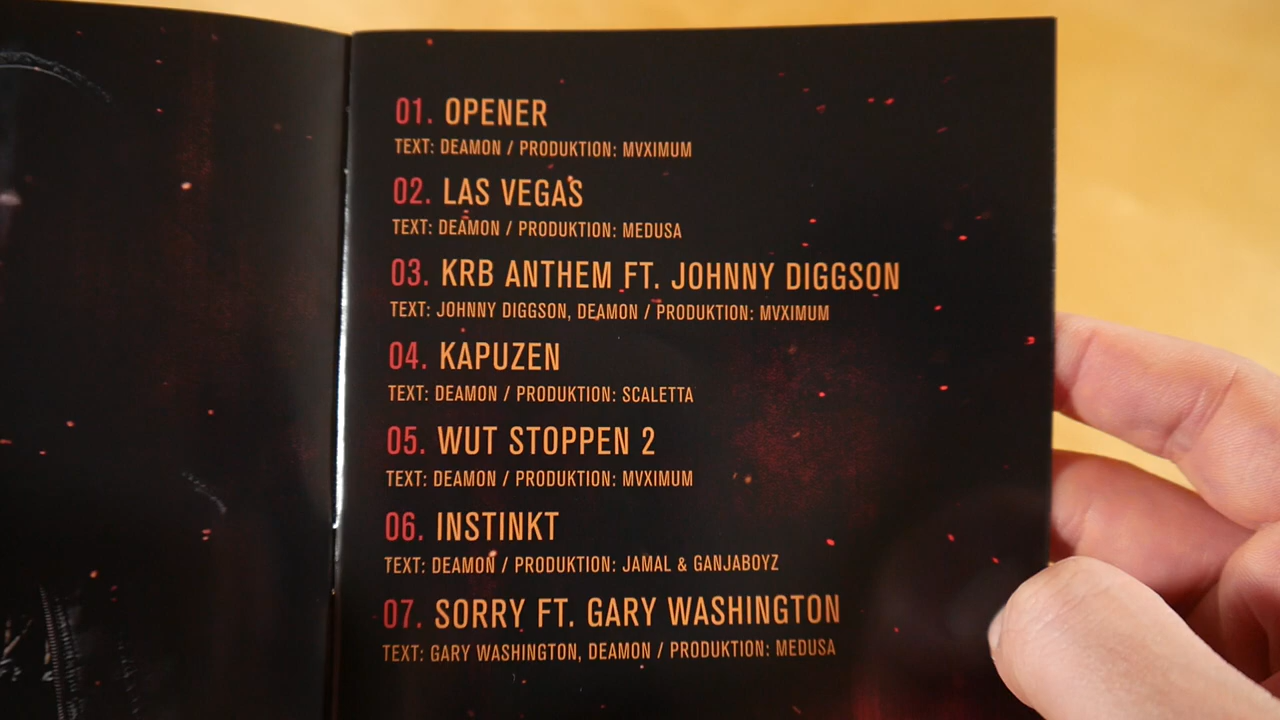 01. OPENER
TEXT: DEAMON / PRODUKTION: MVXIMUM
02. LAS VEGAS
TEXT: DEAMON / PRODUKTION: MEDUSA
03. KRB ANTHEM FT. JOHNNY DIGGSON
TEXT: JOHNNY DIGGSON, DEAMON / PRODUKTION: MVXIMUM
04. KAPUZEN
TEXT: DEAMON / PRODUKTION: SCALETTA
05. WUT STOPPEN 2
TEXT: DEAMON / PRODUKTION: MVXIMUM
06. INSTINKT
TEXT: DEAMON / PRODUKTION: JAMAL & GANJABOYZ
07. SORRY FT. GARY WASHINGTON
TEXT: GARY WASHINGTON, DEAMON / PRODUKTION: MEDUSA